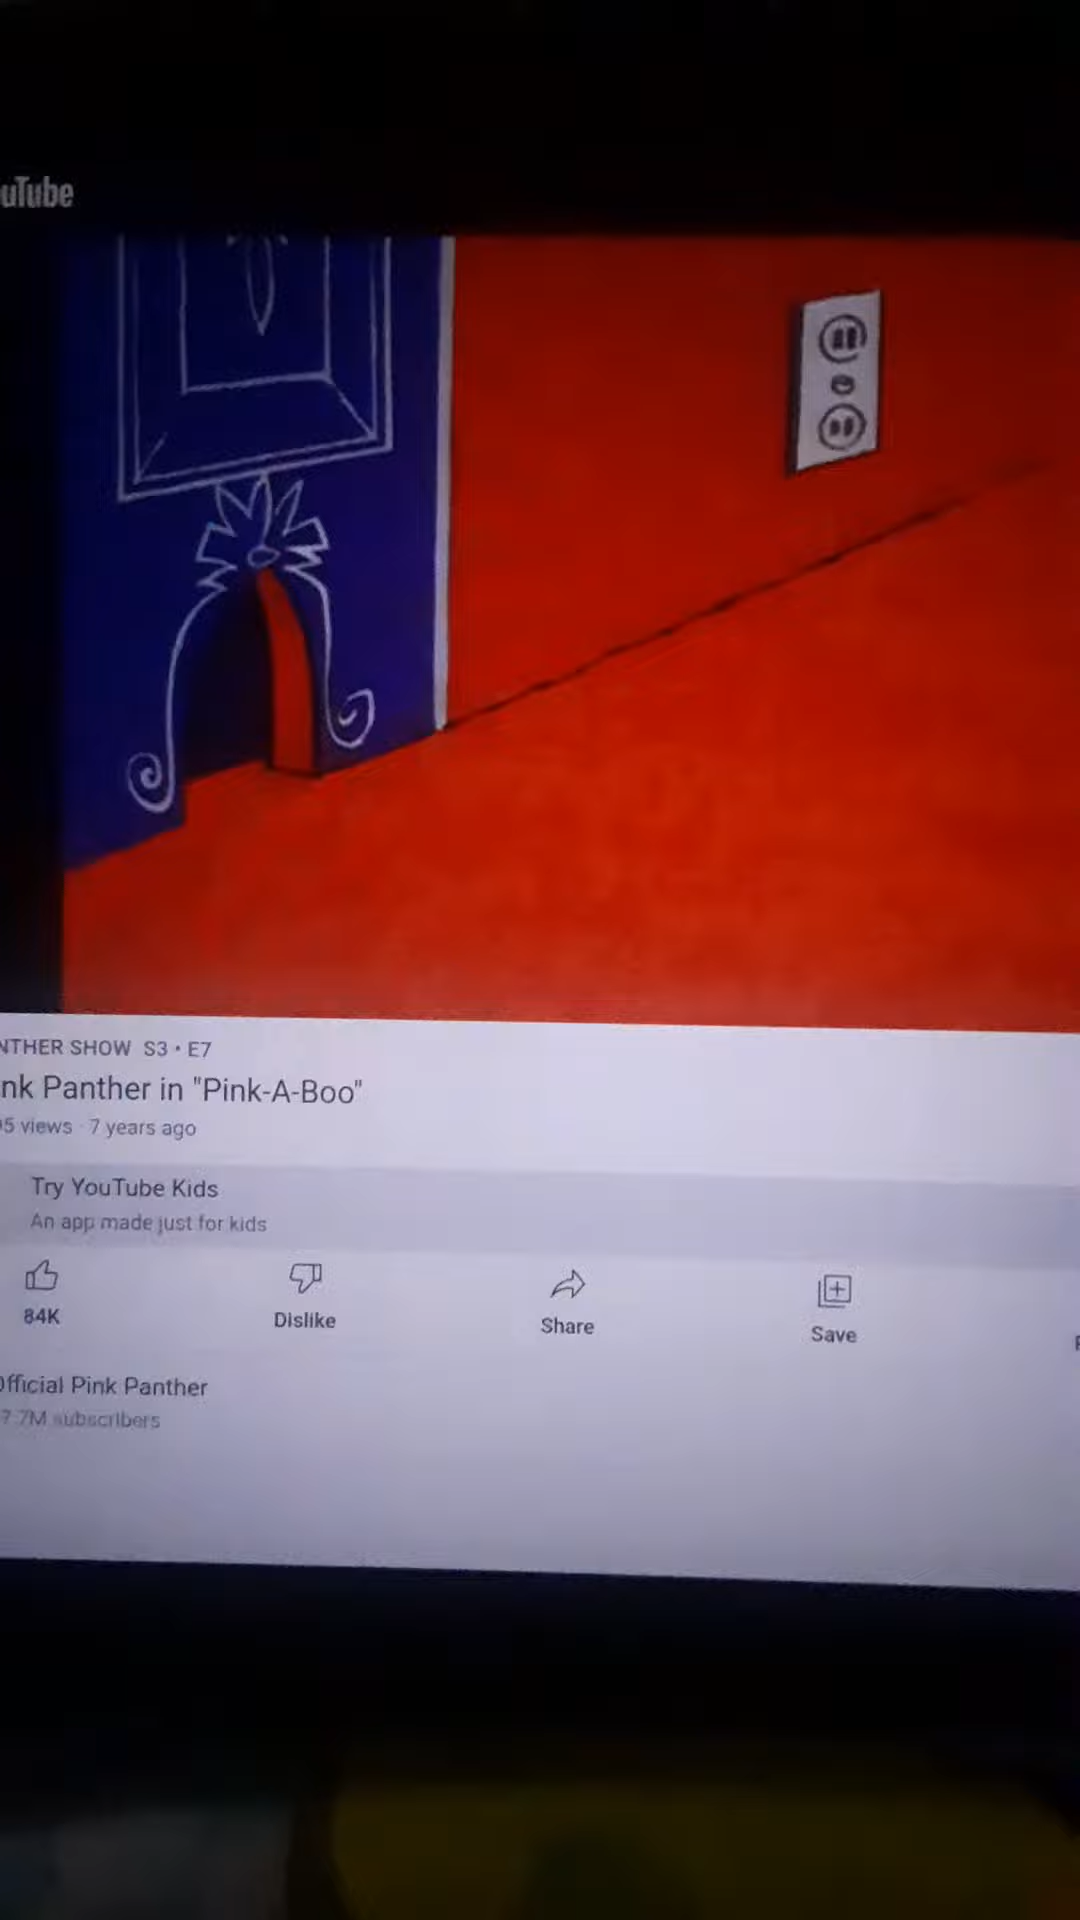 uTube
NTHER SHOW S3 • E7
nk Panther in "Pink-A-Boo"
5 views · 7 years ago
Try YouTube Kids
An app made just for kids
84K
Dislike
Share
Save
Official Pink Panther
7.7M subscribers